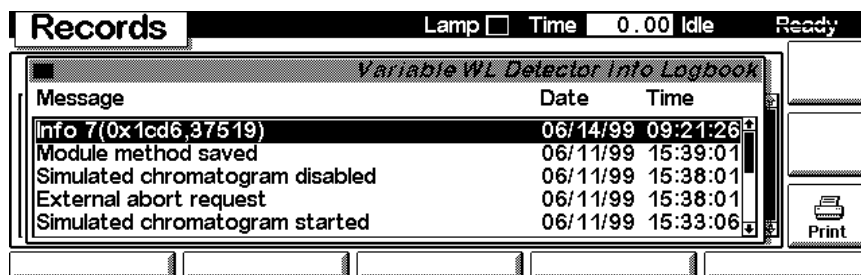 Records Lamp Time 0.00 Idle Ready
Variable WL Detector Info Logbook
Message Date Time
Info 7(0x1cd6,37519) 06/14/99 09:21:26
Module method saved 06/11/99 15:39:01
Simulated chromatogram disabled 06/11/99 15:38:01
External abort request 06/11/99 15:38:01
Simulated chromatogram started 06/11/99 15:33:06
Print